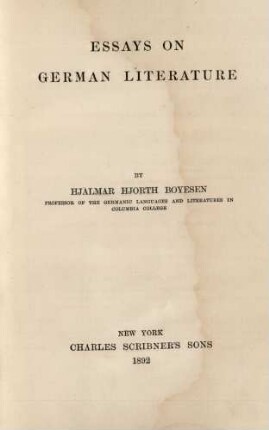 ESSAYS ON
GERMAN LITERATURE
BY
HJALMAR HJORTH BOYESEN
PROFESSOR OF THE GERMANIC LANGUAGES AND LITERATURES IN
COLUMBIA COLLEGE
NEW YORK
CHARLES SCRIBNER'S SONS
1892